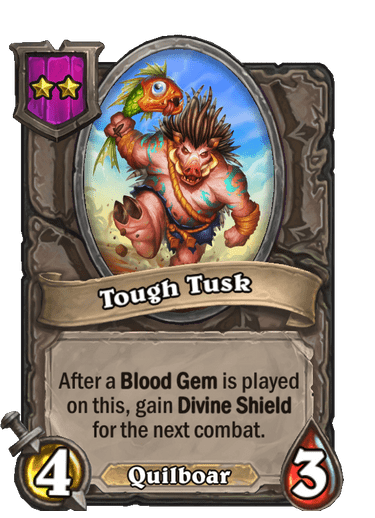 Tough Tusk
After a Blood Gem is played
on this, gain Divine Shield
for the next combat.
4
Quilboar
3